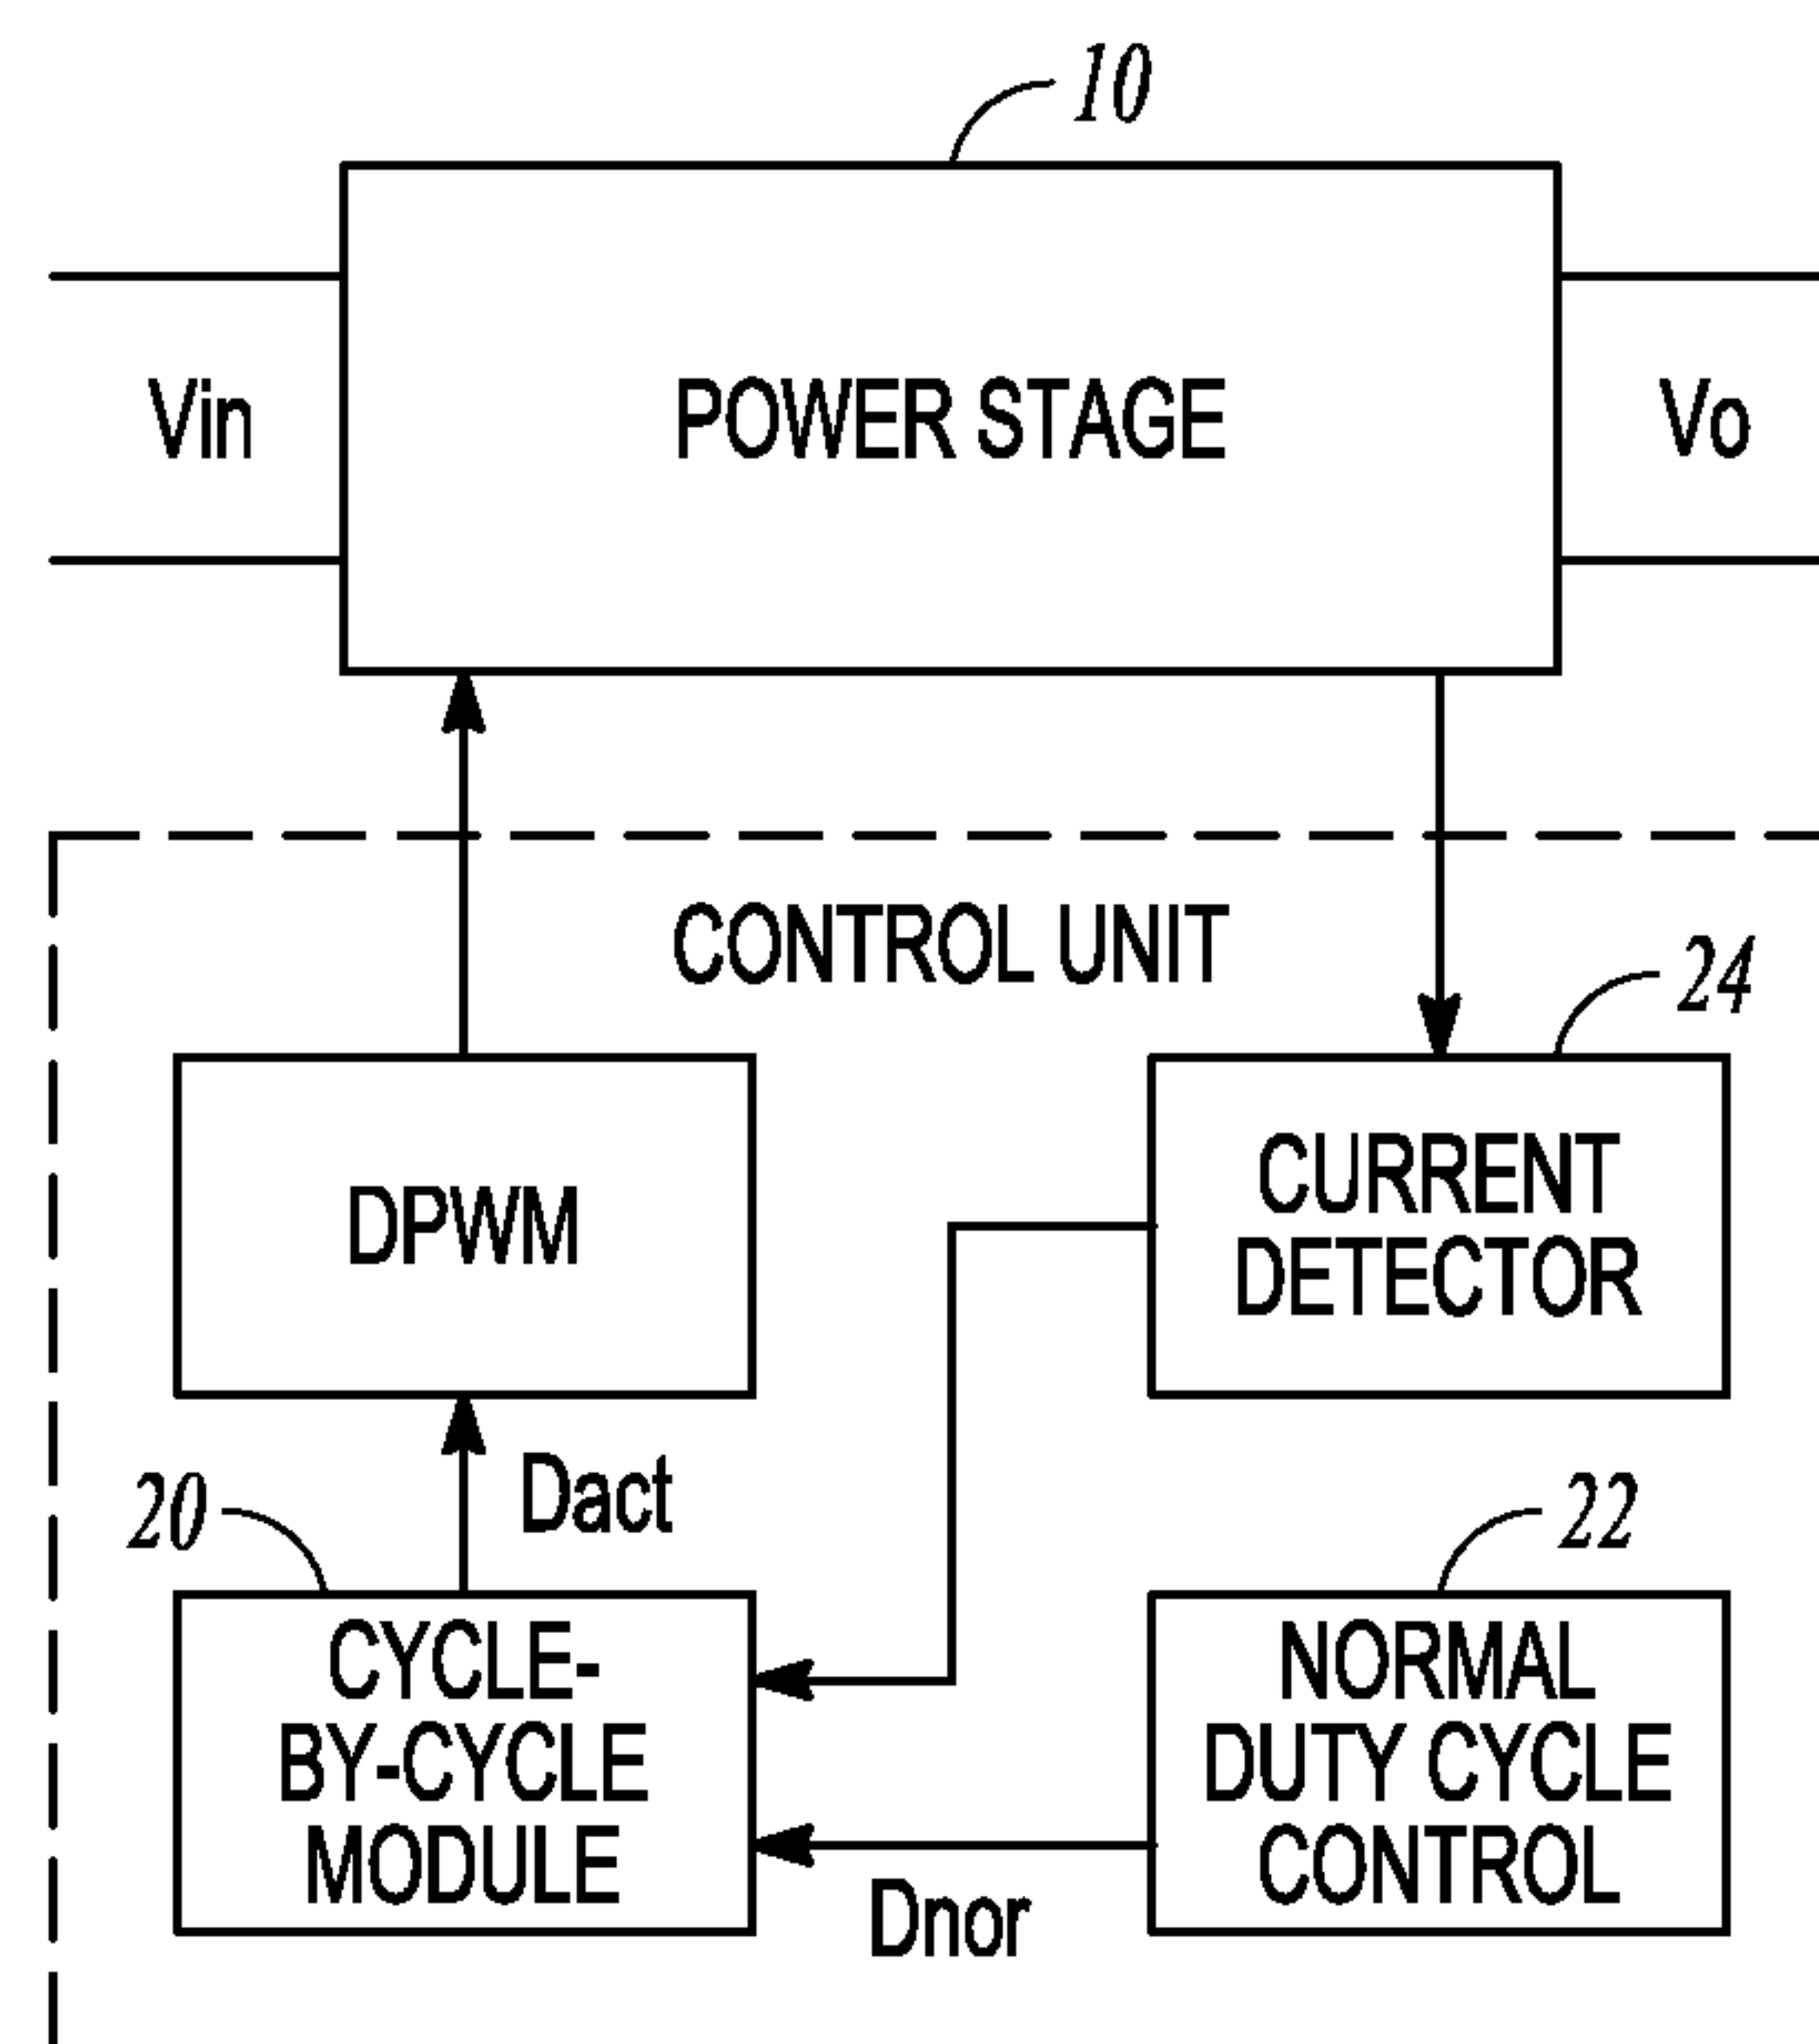 10
Vin
POWER STAGE
Vo
CONTROL UNIT
24
DPWM
CURRENT
DETECTOR
Dact
20
22
CYCLE-
BY-CYCLE
MODULE
NORMAL
DUTY CYCLE
CONTROL
Dnor